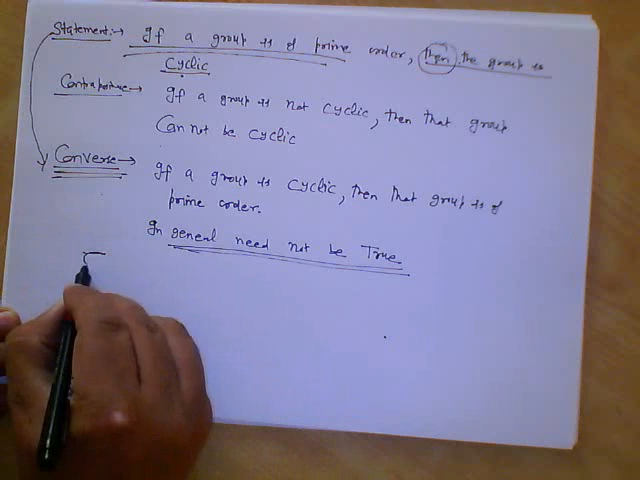 Statement:→ If a group is of prime order, then the group is
cyclic
Contrapositive→ If a group is not cyclic, then that group
Can not be cyclic
Converse→ If a group is cyclic, then that group is of
prime order.
In general need not be True